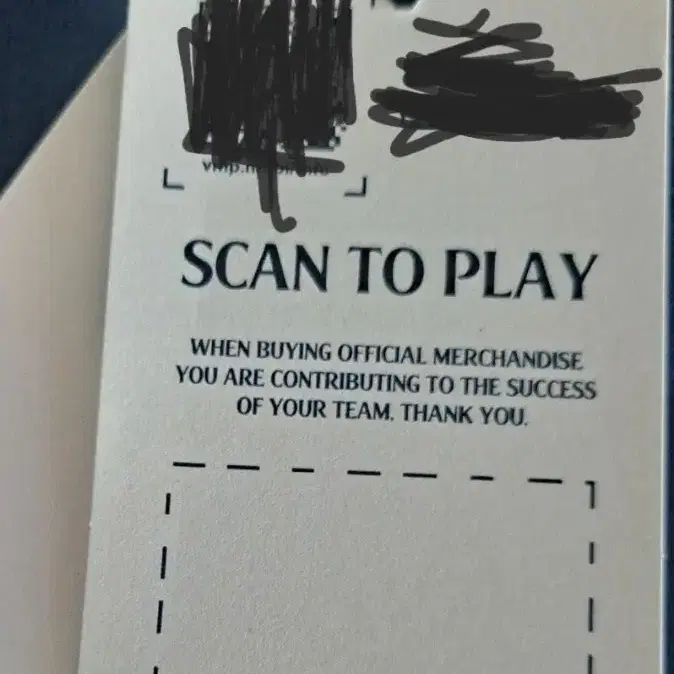 SCAN TO PLAY
WHEN BUYING OFFICIAL MERCHANDISE
YOU ARE CONTRIBUTING TO THE SUCCESS
OF YOUR TEAM. THANK YOU.